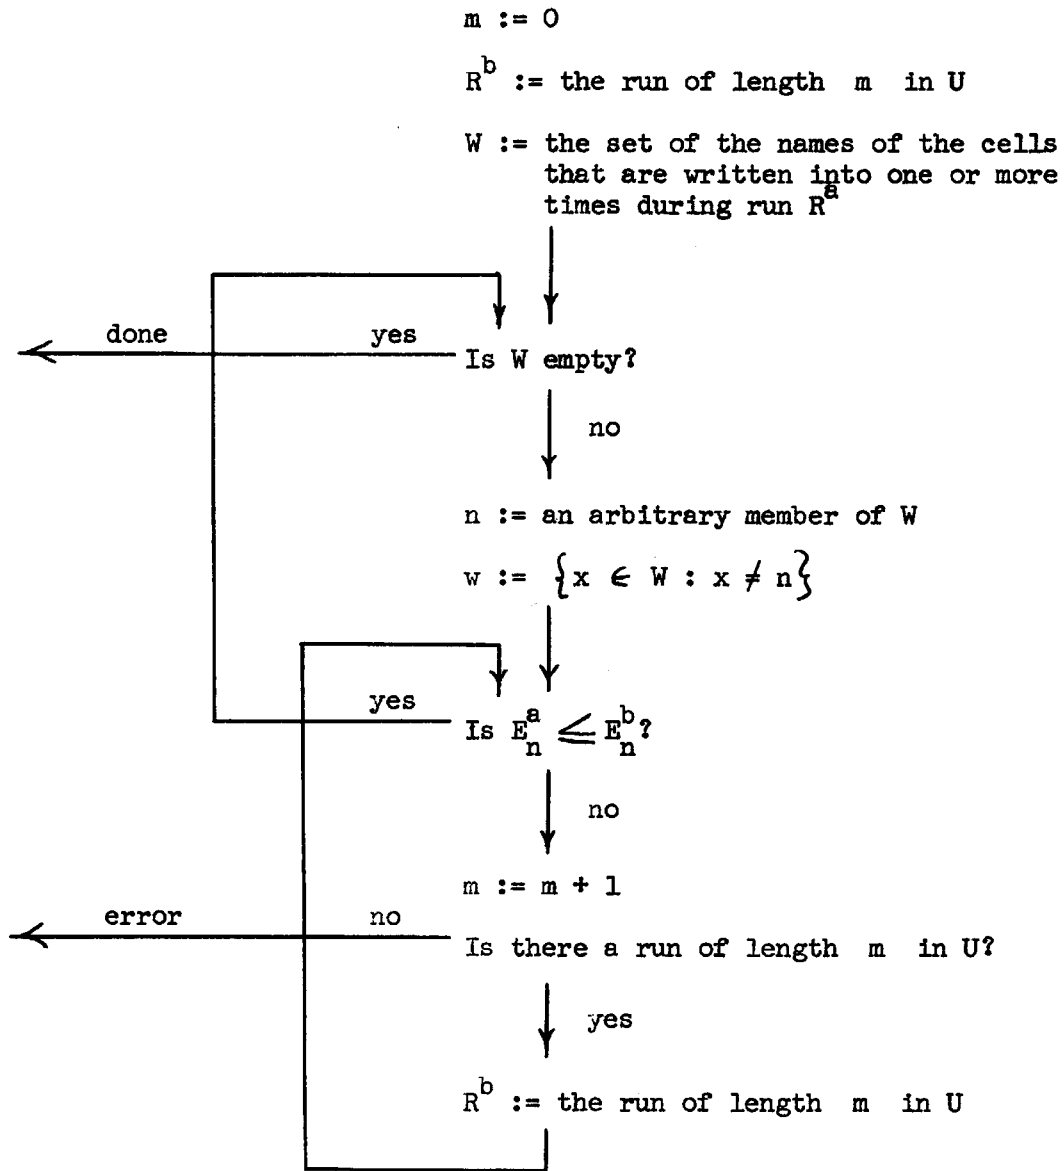 m := 0
R^b := the run of length m in U
W := the set of the names of the cells
that are written into one or more
times during run R^a
done
yes
Is W empty?
no
n := an arbitrary member of W
w := {x ∈ W : x ≠ n}
yes
Is E_n^a ≦ E_n^b?
no
m := m + 1
error
no
Is there a run of length m in U?
yes
R^b := the run of length m in U